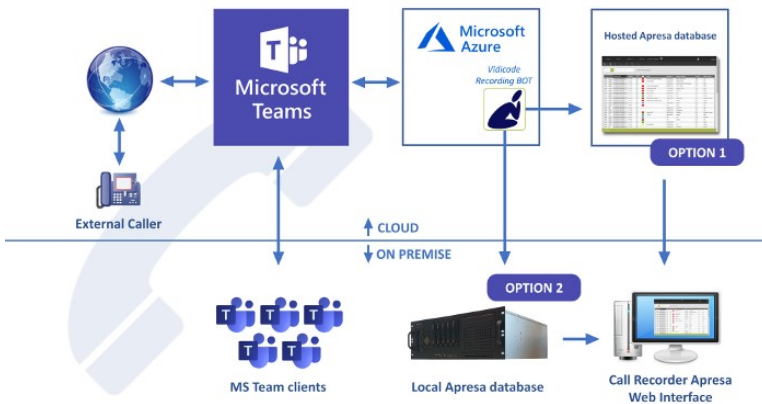 Microsoft
Teams
Microsoft
Azure
Vidicode
Recording BOT
Hosted Apresa database
OPTION 1
External Caller
CLOUD
ON PREMISE
OPTION 2
MS Team clients
Local Apresa database
Call Recorder Apresa
Web Interface